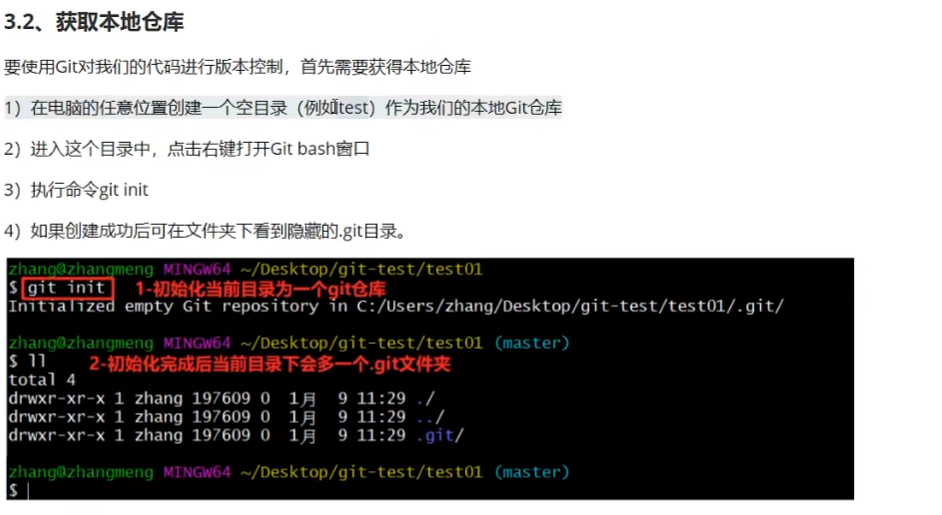 3.2、获取本地仓库
要使用Git对我们的代码进行版本控制，首先需要获得本地仓库
1）在电脑的任意位置创建一个空目录（例如test）作为我们的本地Git仓库
2）进入这个目录中，点击右键打开Git bash窗口
3）执行命令git init
4）如果创建成功后可在文件夹下看到隐藏的.git目录。
zhang@zhangmeng MINGW64 ~/Desktop/git-test/test01
$ git init 1-初始化当前目录为一个git仓库
Initialized empty Git repository in C:/Users/zhang/Desktop/git-test/test01/.git/
zhang@zhangmeng MINGW64 ~/Desktop/git-test/test01 (master)
$ ll 2-初始化完成后当前目录下会多一个.git文件夹
total 4
drwxr-xr-x 1 zhang 197609 0 1月 9 11:29 ./
drwxr-xr-x 1 zhang 197609 0 1月 9 11:29 ../
drwxr-xr-x 1 zhang 197609 0 1月 9 11:29 .git/
zhang@zhangmeng MINGW64 ~/Desktop/git-test/test01 (master)
$